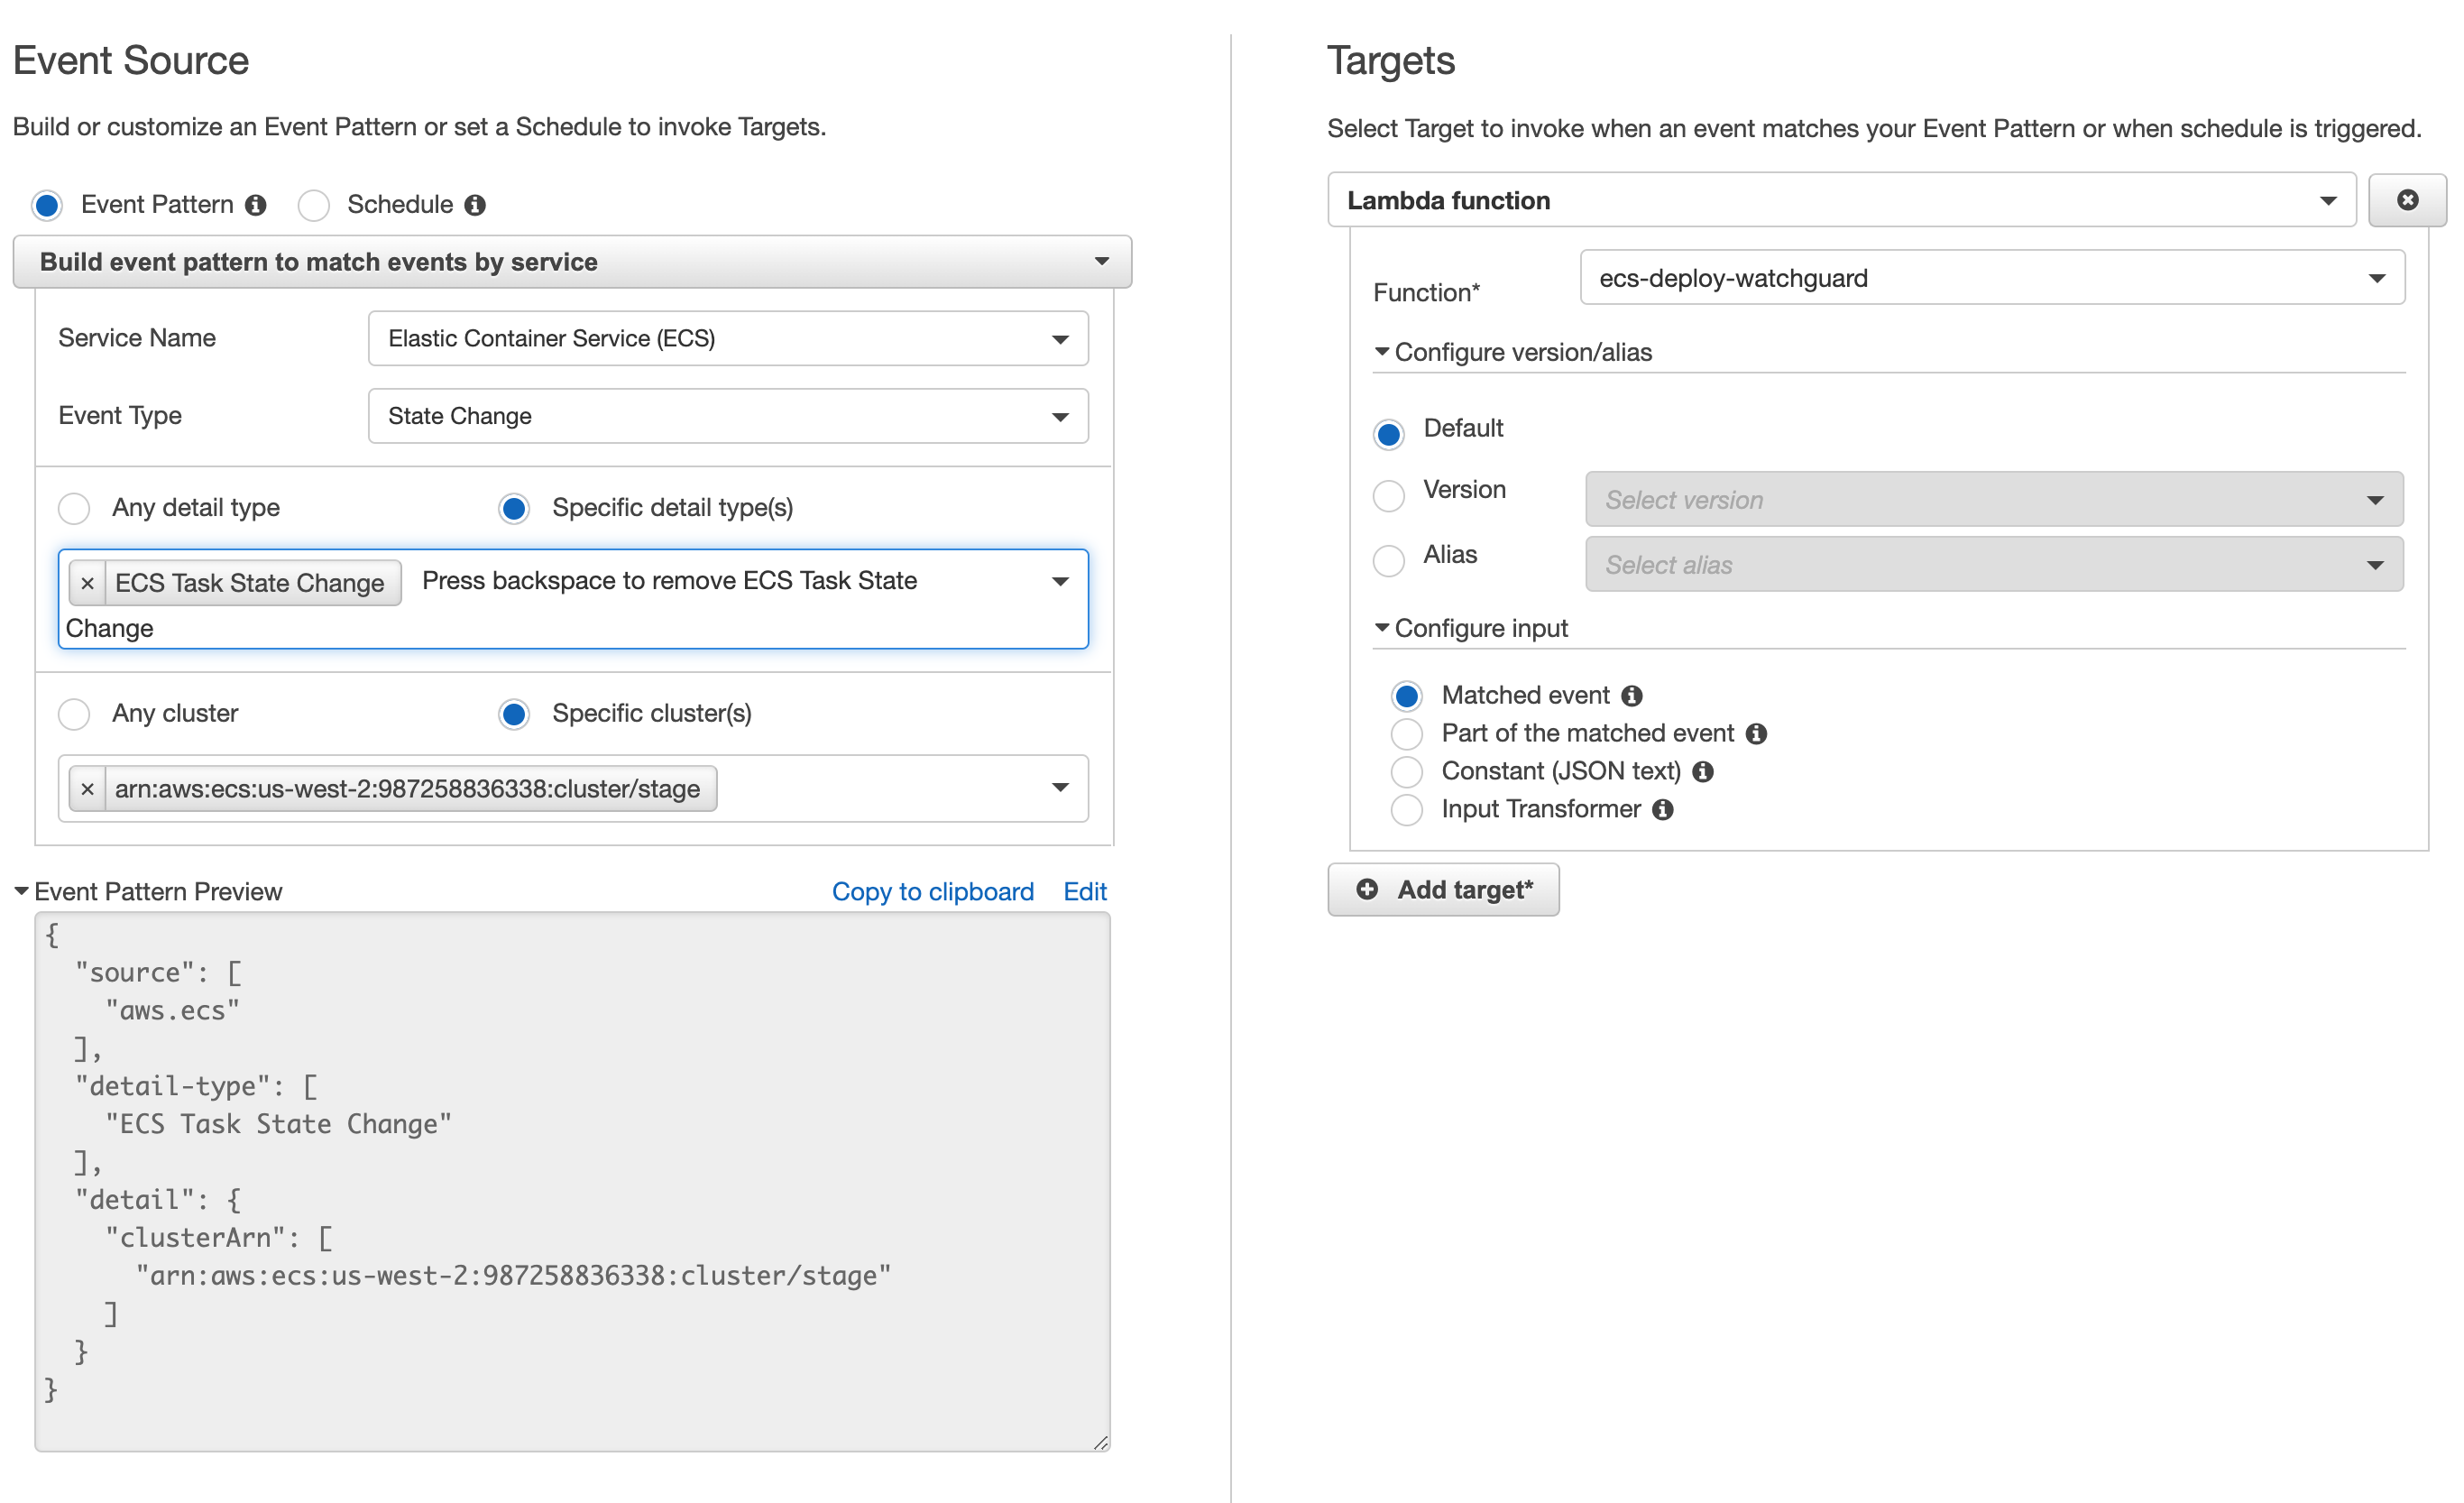 Event Source
Build or customize an Event Pattern or set a Schedule to invoke Targets.
Event Pattern
Schedule
Build event pattern to match events by service
Service Name
Elastic Container Service (ECS)
Event Type
State Change
Any detail type
Specific detail type(s)
× ECS Task State Change Press backspace to remove ECS Task State
Change
Any cluster
Specific cluster(s)
× arn:aws:ecs:us-west-2:987258836338:cluster/stage
Event Pattern Preview
Copy to clipboard
Edit
{
  "source": [
    "aws.ecs"
  ],
  "detail-type": [
    "ECS Task State Change"
  ],
  "detail": {
    "clusterArn": [
      "arn:aws:ecs:us-west-2:987258836338:cluster/stage"
    ]
  }
}
Targets
Select Target to invoke when an event matches your Event Pattern or when schedule is triggered.
Lambda function
Function*
ecs-deploy-watchguard
Configure version/alias
Default
Version
Select version
Alias
Select alias
Configure input
Matched event
Part of the matched event
Constant (JSON text)
Input Transformer
Add target*